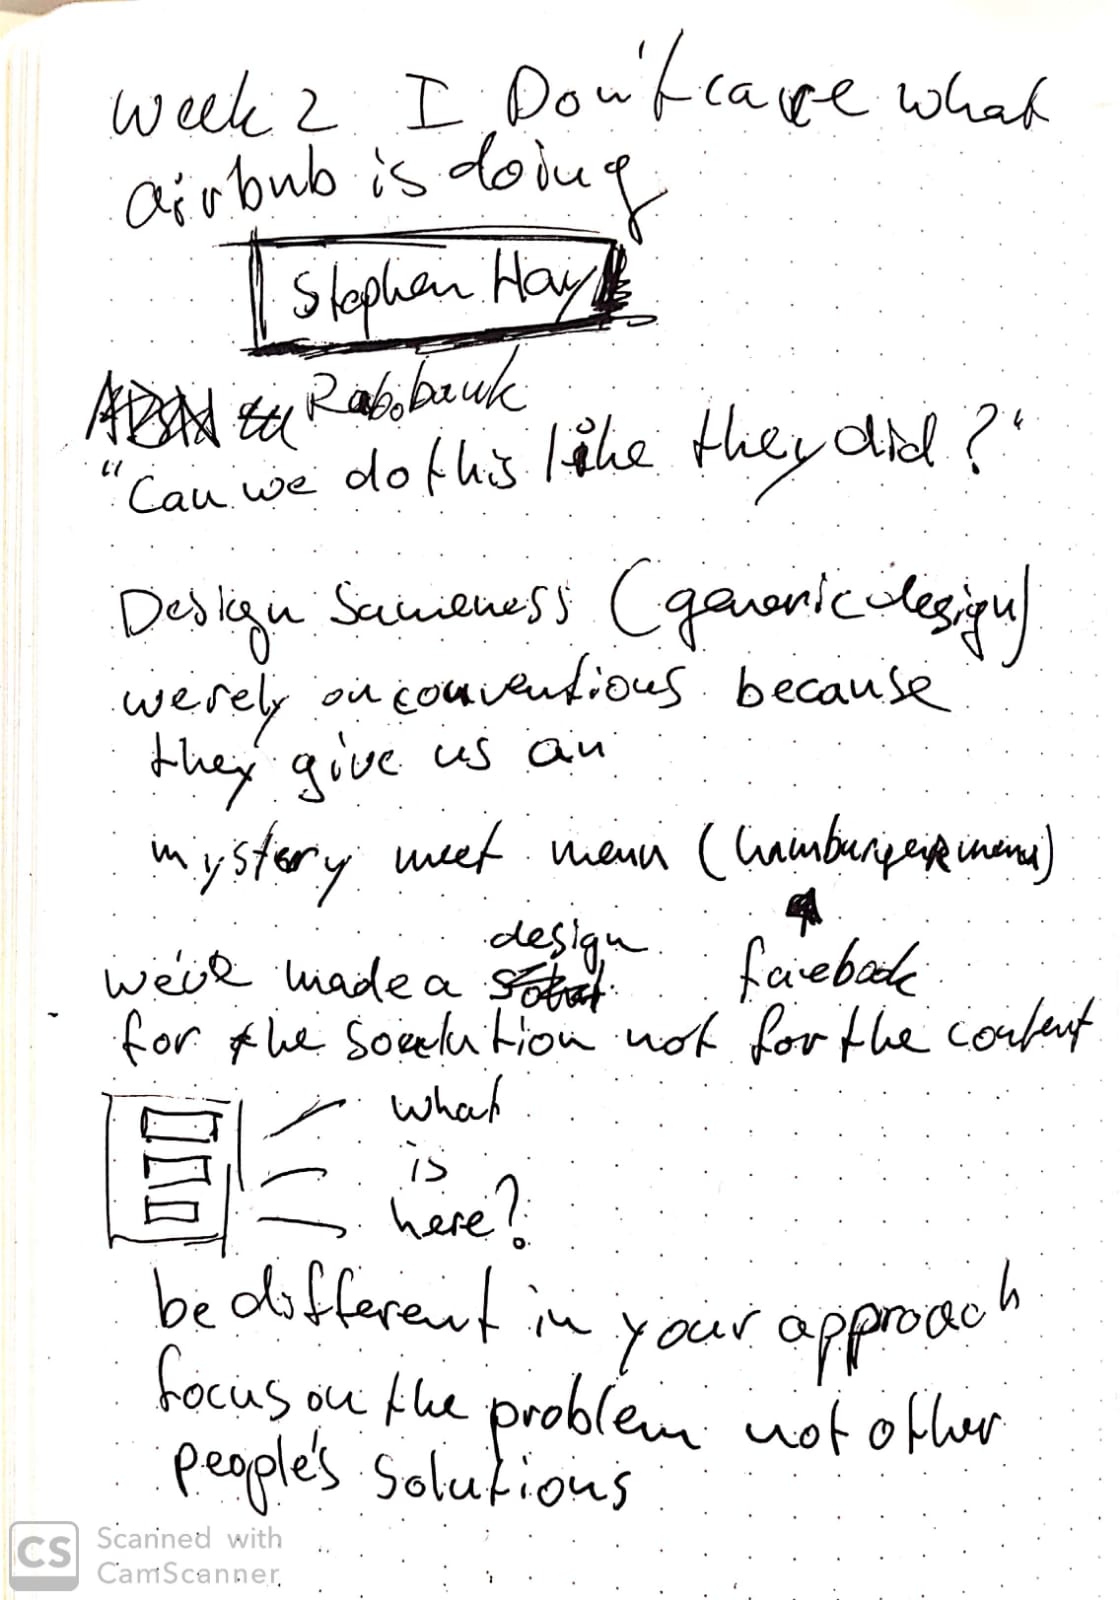 Week 2 I Don't care what
airbnb is doing
Stephen Hay
Rabobank
"Can we do this like they did?"
Design Sameness (generic design)
we rely on conventions because
they give us an
mystery meet menu (hamburger menu)
design
we've made a facebook
for the soulution not for the content
what
is
here?
be different in your approach
focus on the problem not other
people's solutions
CS Scanned with
CamScanner